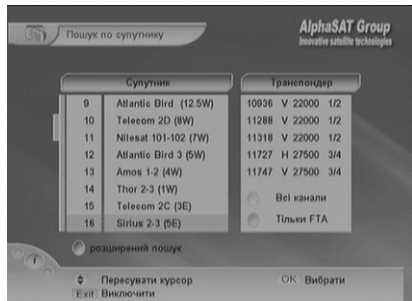 Пошук по супутнику
AlphaSAT Group
Innovative satellite technologies
Супутник
Транспондер
9 Atlantic Bird (12.5W)
10 Telecom 2D (8W)
11 Nilesat 101-102 (7W)
12 Atlantic Bird 3 (5W)
13 Amos 1-2 (4W)
14 Thor 2-3 (1W)
15 Telecom 2C (3E)
16 Sirius 2-3 (5E)
10936 V 22000 1/2
11288 V 22000 1/2
11318 V 22000 1/2
11727 H 27500 3/4
11747 V 27500 3/4
Всі канали
Тільки FTA
розширений пошук
Пересувати курсор
OK Вибрати
Exit Виключити